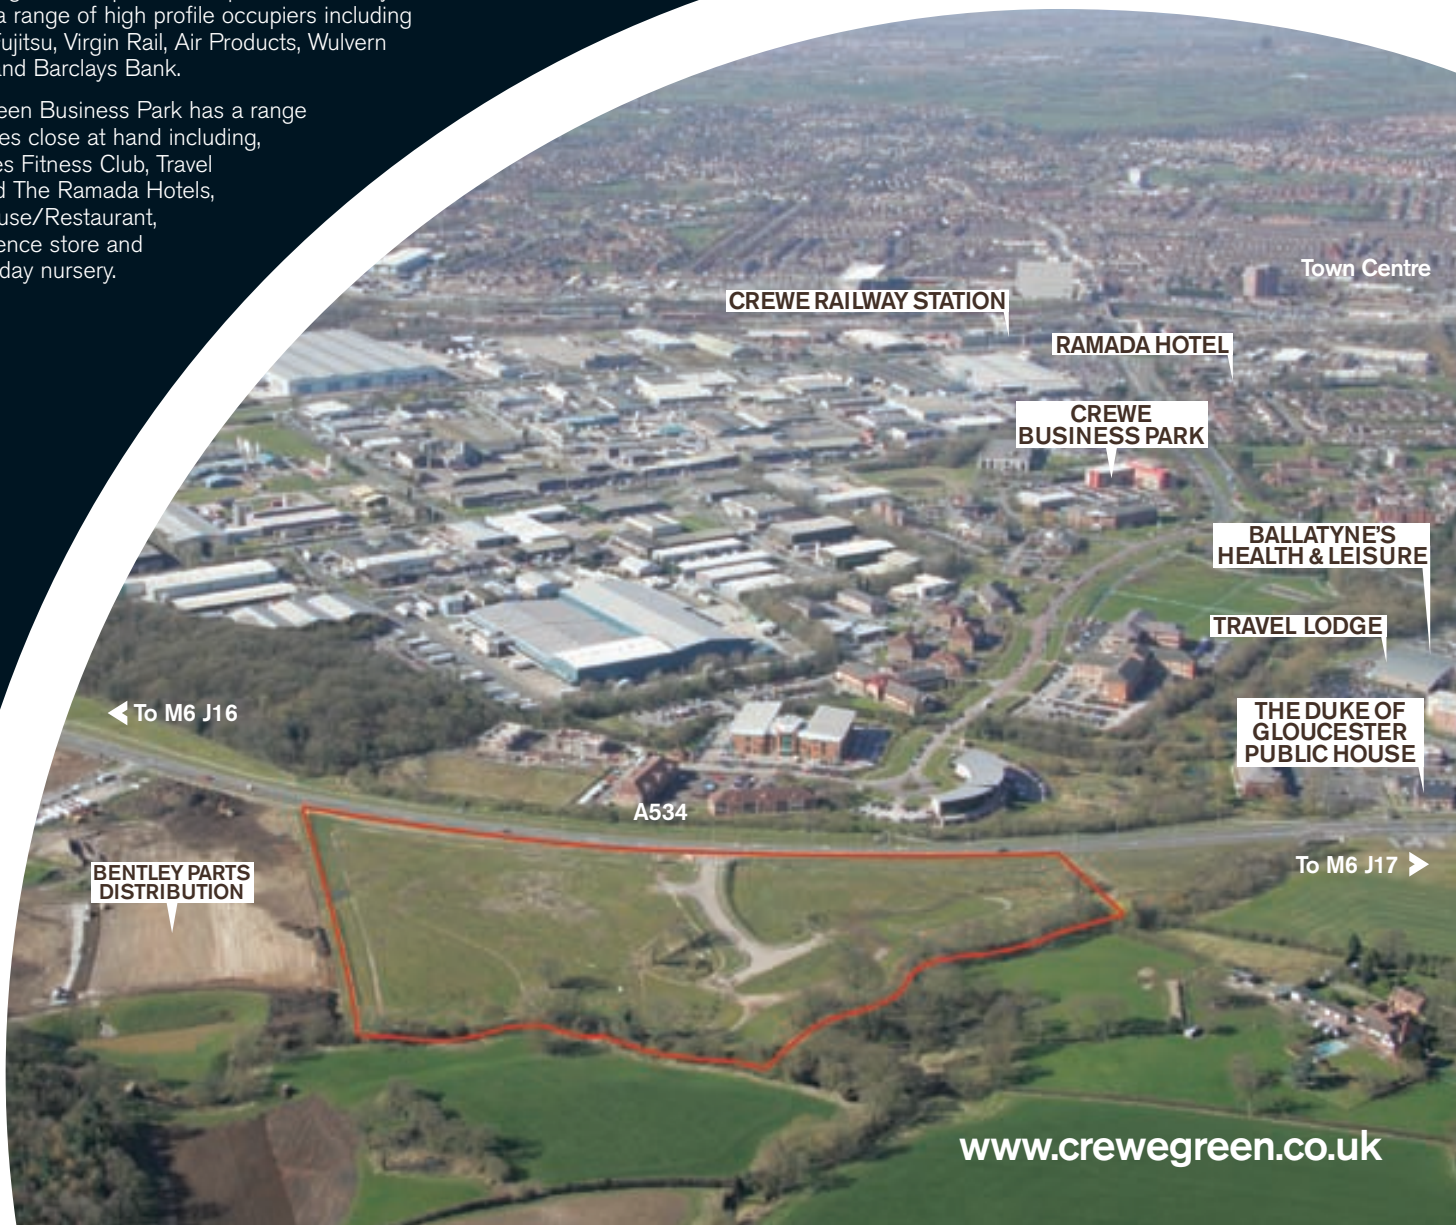 a range of high profile occupiers including
ujitsu, Virgin Rail, Air Products, Wulvern
nd Barclays Bank.
een Business Park has a range
es close at hand including,
es Fitness Club, Travel
d The Ramada Hotels,
use/Restaurant,
ence store and
day nursery.
Town Centre
CREWE RAILWAY STATION
RAMADA HOTEL
CREWE
BUSINESS PARK
BALLATYNE'S
HEALTH & LEISURE
TRAVEL LODGE
To M6 J16
THE DUKE OF
GLOUCESTER
PUBLIC HOUSE
A534
To M6 J17
BENTLEY PARTS
DISTRIBUTION
www.crewegreen.co.uk